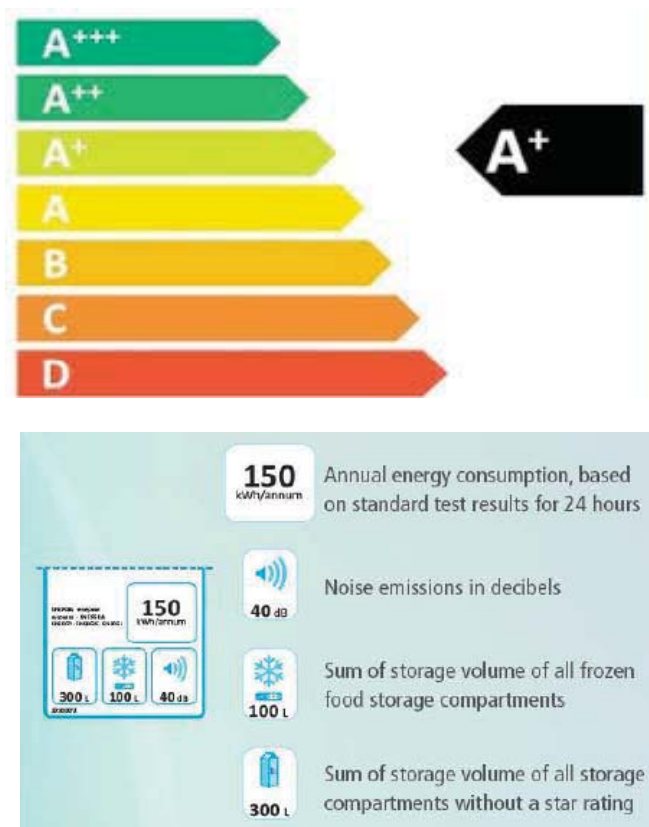 A+++
A++
A+
A+
A
B
C
D
150
kWh/annum
Annual energy consumption, based
on standard test results for 24 hours
40 dB
Noise emissions in decibels
150
kWh/annum
300 L
100 L
40 dB
100 L
Sum of storage volume of all frozen
food storage compartments
300 L
Sum of storage volume of all storage
compartments without a star rating